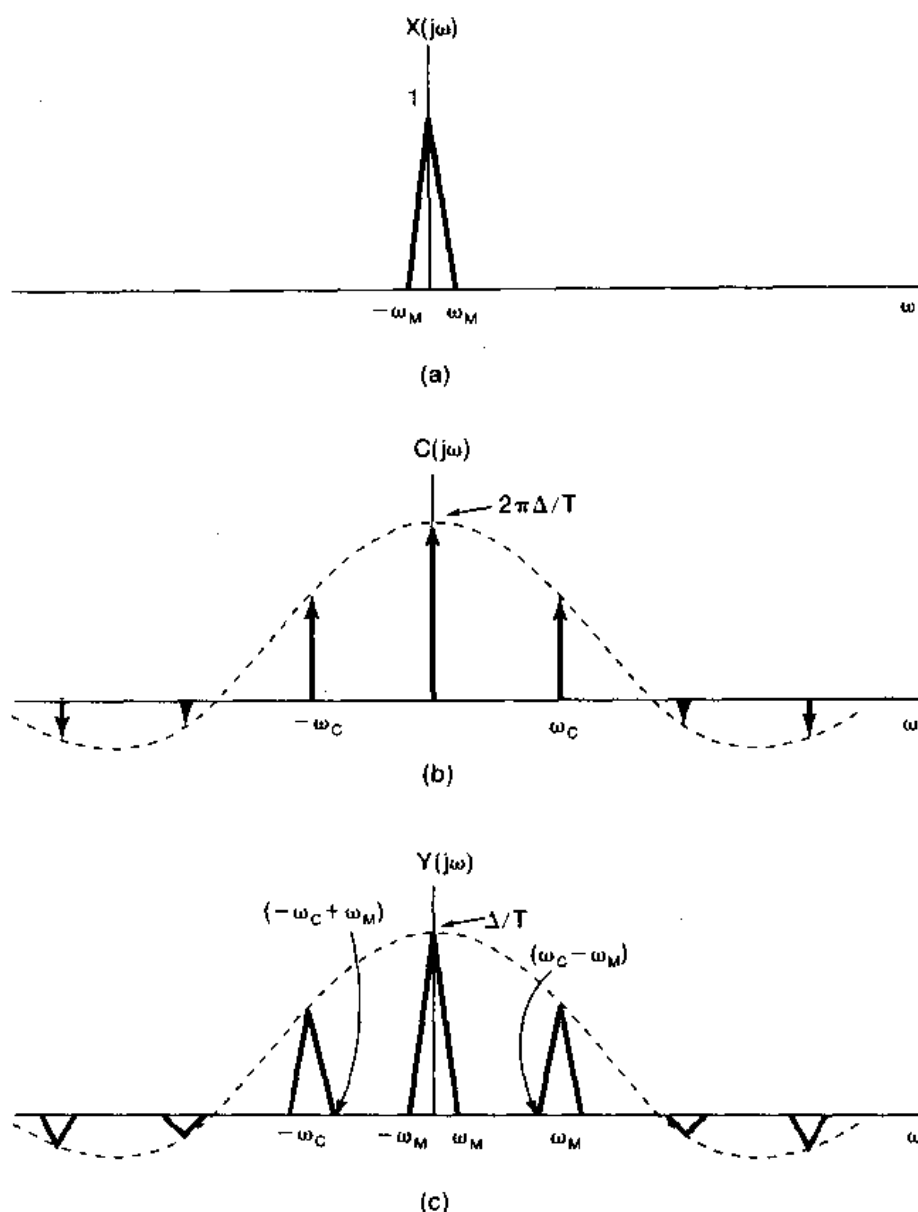 X(jω)
1
−ω_M ω_M ω
(a)
C(jω)
2πΔ/T
−ω_C ω_C ω
(b)
Y(jω)
(−ω_C + ω_M) Δ/T (ω_C − ω_M)
−ω_C −ω_M ω_M ω_M ω
(c)